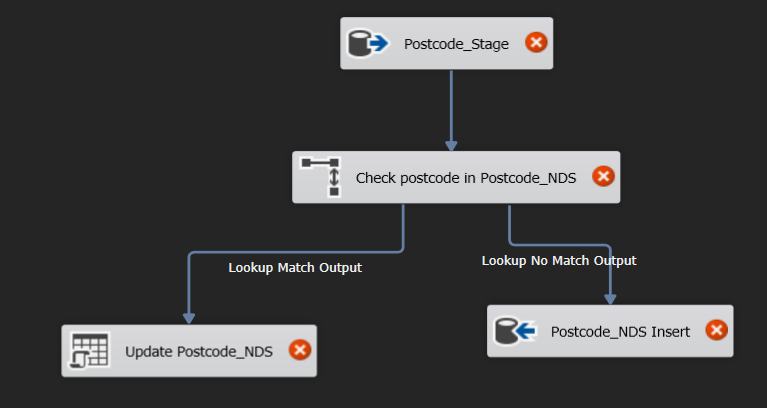 Postcode_Stage
Check postcode in Postcode_NDS
Lookup Match Output
Lookup No Match Output
Update Postcode_NDS
Postcode_NDS Insert